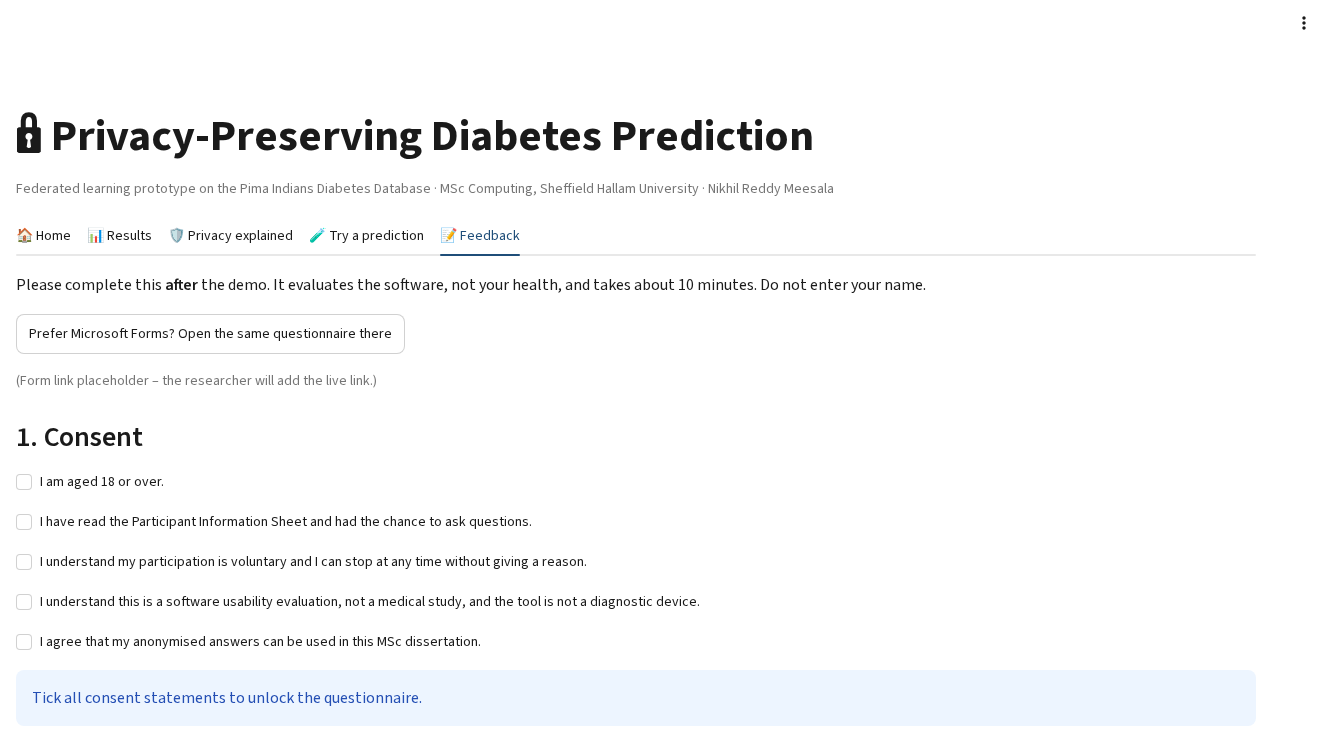 🔒 Privacy-Preserving Diabetes Prediction
Federated learning prototype on the Pima Indians Diabetes Database · MSc Computing, Sheffield Hallam University · Nikhil Reddy Meesala
🏠 Home 📊 Results 🛡️ Privacy explained 🧪 Try a prediction 📝 Feedback
Please complete this after the demo. It evaluates the software, not your health, and takes about 10 minutes. Do not enter your name.
Prefer Microsoft Forms? Open the same questionnaire there
(Form link placeholder – the researcher will add the live link.)
1. Consent
I am aged 18 or over.
I have read the Participant Information Sheet and had the chance to ask questions.
I understand my participation is voluntary and I can stop at any time without giving a reason.
I understand this is a software usability evaluation, not a medical study, and the tool is not a diagnostic device.
I agree that my anonymised answers can be used in this MSc dissertation.
Tick all consent statements to unlock the questionnaire.